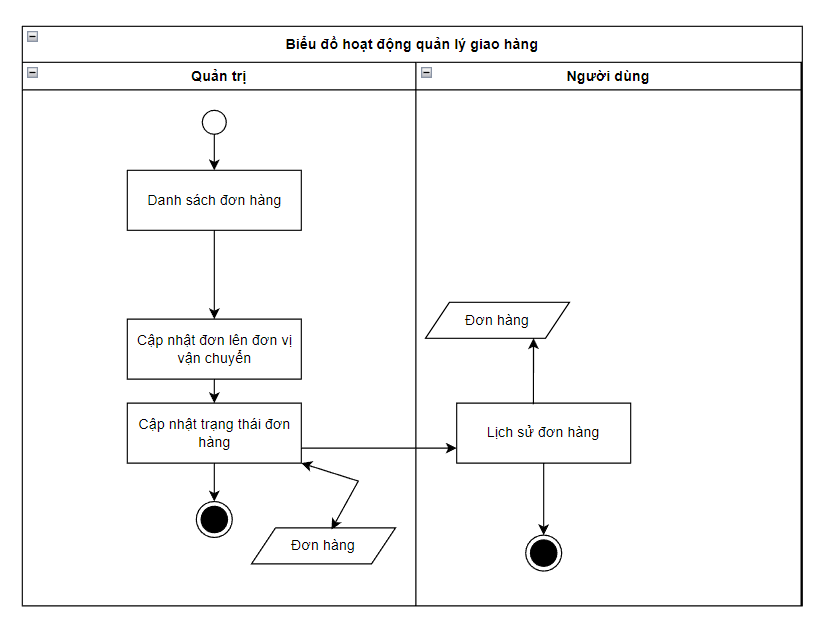 Biểu đồ hoạt động quản lý giao hàng
Quản trị
Người dùng
Danh sách đơn hàng
Cập nhật đơn lên đơn vị
vận chuyển
Đơn hàng
Cập nhật trạng thái đơn
hàng
Lịch sử đơn hàng
Đơn hàng